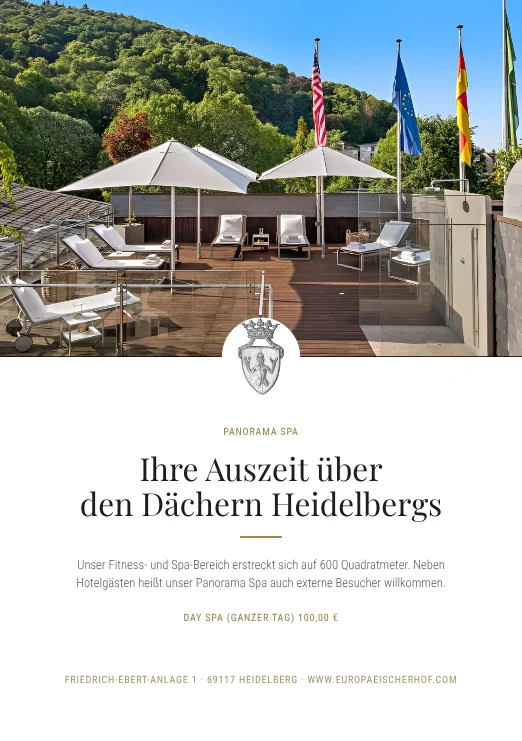 PANORAMA SPA
Ihre Auszeit über
den Dächern Heidelbergs
Unser Fitness- und Spa-Bereich erstreckt sich auf 600 Quadratmeter. Neben
Hotelgästen heißt unser Panorama Spa auch externe Besucher willkommen.
DAY SPA (GANZER TAG) 100,00 €
FRIEDRICH-EBERT-ANLAGE 1 · 69117 HEIDELBERG · WWW.EUROPAEISCHERHOF.COM